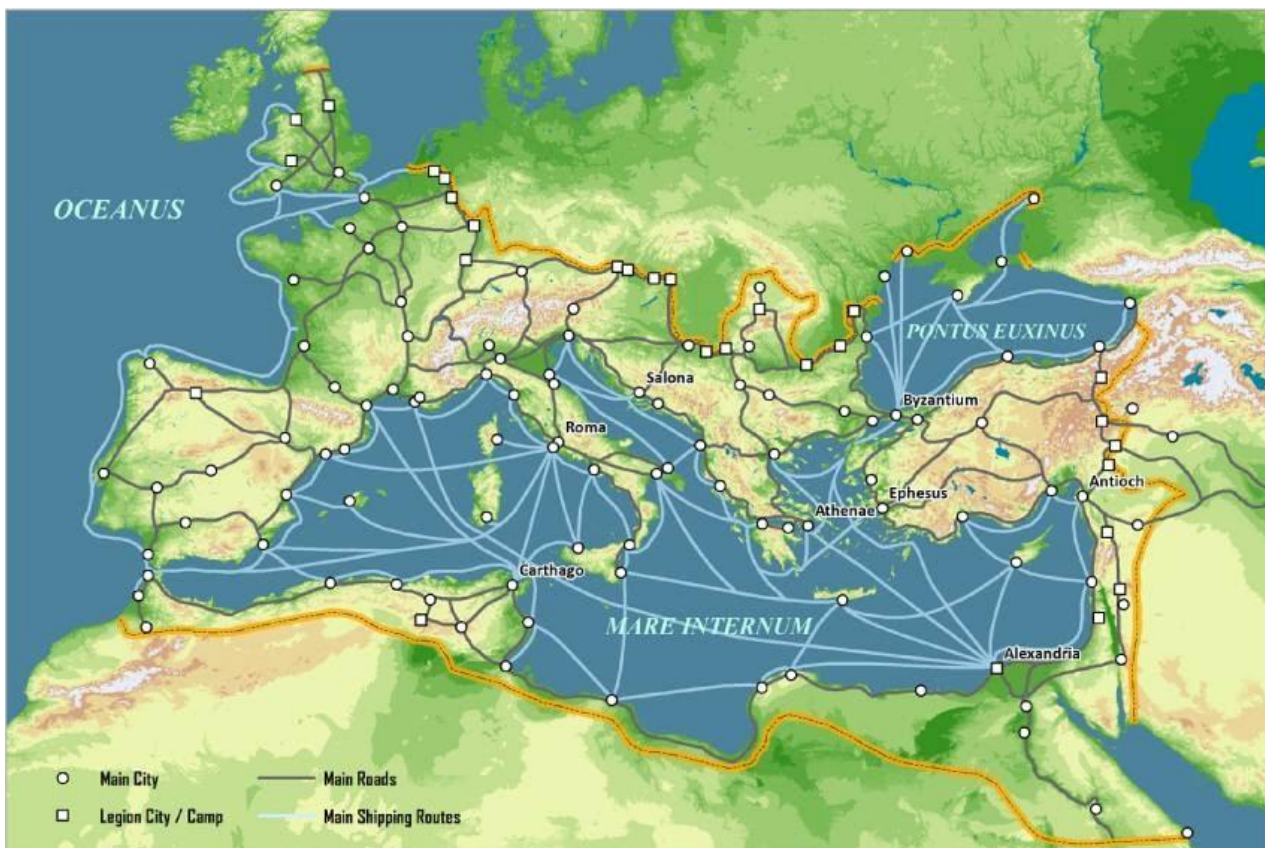 OCEANUS
PONTUS EUXINUS
Salona
Byzantium
Roma
Antioch
Ephesus
Athenae
Carthago
MARE INTERNUM
Alexandria
Main City
Main Roads
Legion City / Camp
Main Shipping Routes